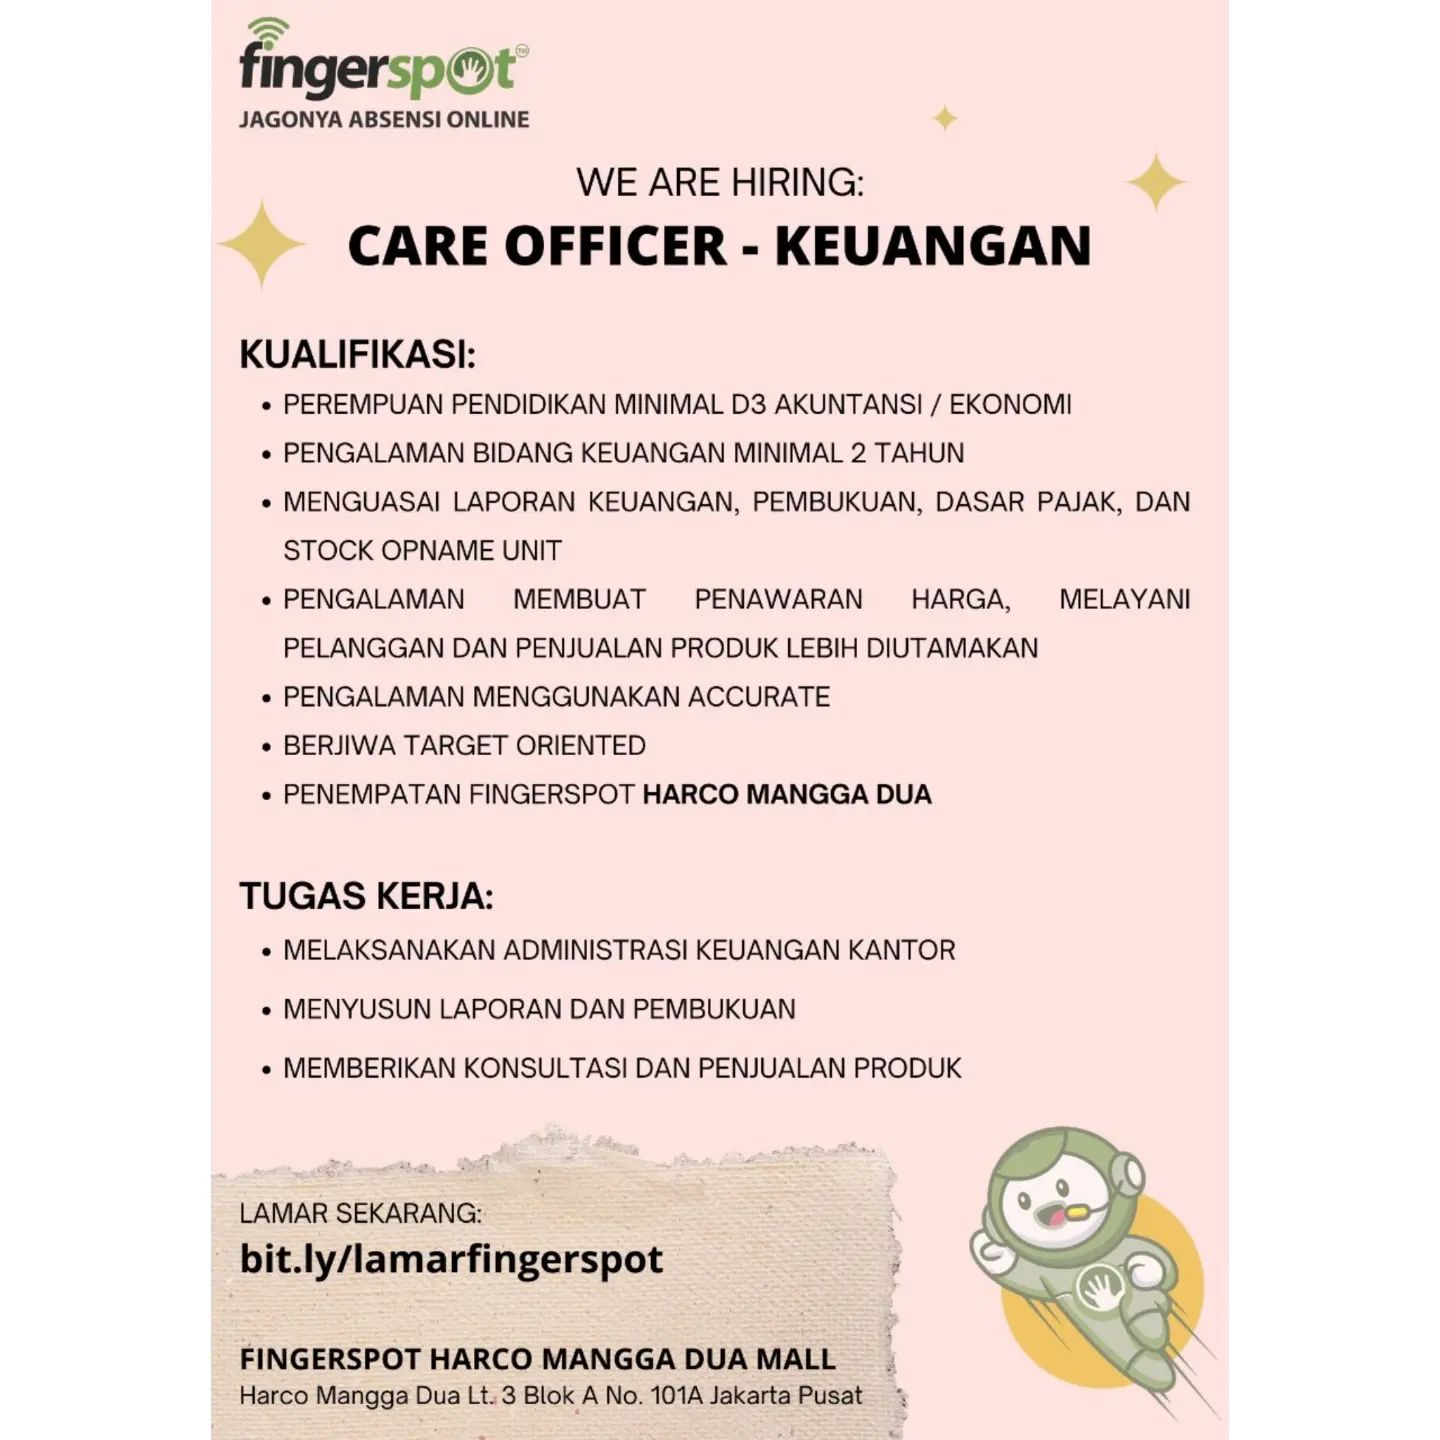 fingerspot™
JAGONYA ABSENSI ONLINE
WE ARE HIRING:
CARE OFFICER - KEUANGAN
KUALIFIKASI:
• PEREMPUAN PENDIDIKAN MINIMAL D3 AKUNTANSI / EKONOMI
• PENGALAMAN BIDANG KEUANGAN MINIMAL 2 TAHUN
• MENGUASAI LAPORAN KEUANGAN, PEMBUKUAN, DASAR PAJAK, DAN
STOCK OPNAME UNIT
• PENGALAMAN MEMBUAT PENAWARAN HARGA, MELAYANI
PELANGGAN DAN PENJUALAN PRODUK LEBIH DIUTAMAKAN
• PENGALAMAN MENGGUNAKAN ACCURATE
• BERJIWA TARGET ORIENTED
• PENEMPATAN FINGERSPOT HARCO MANGGA DUA
TUGAS KERJA:
• MELAKSANAKAN ADMINISTRASI KEUANGAN KANTOR
• MENYUSUN LAPORAN DAN PEMBUKUAN
• MEMBERIKAN KONSULTASI DAN PENJUALAN PRODUK
LAMAR SEKARANG:
bit.ly/lamarfingerspot
FINGERSPOT HARCO MANGGA DUA MALL
Harco Mangga Dua Lt. 3 Blok A No. 101A Jakarta Pusat